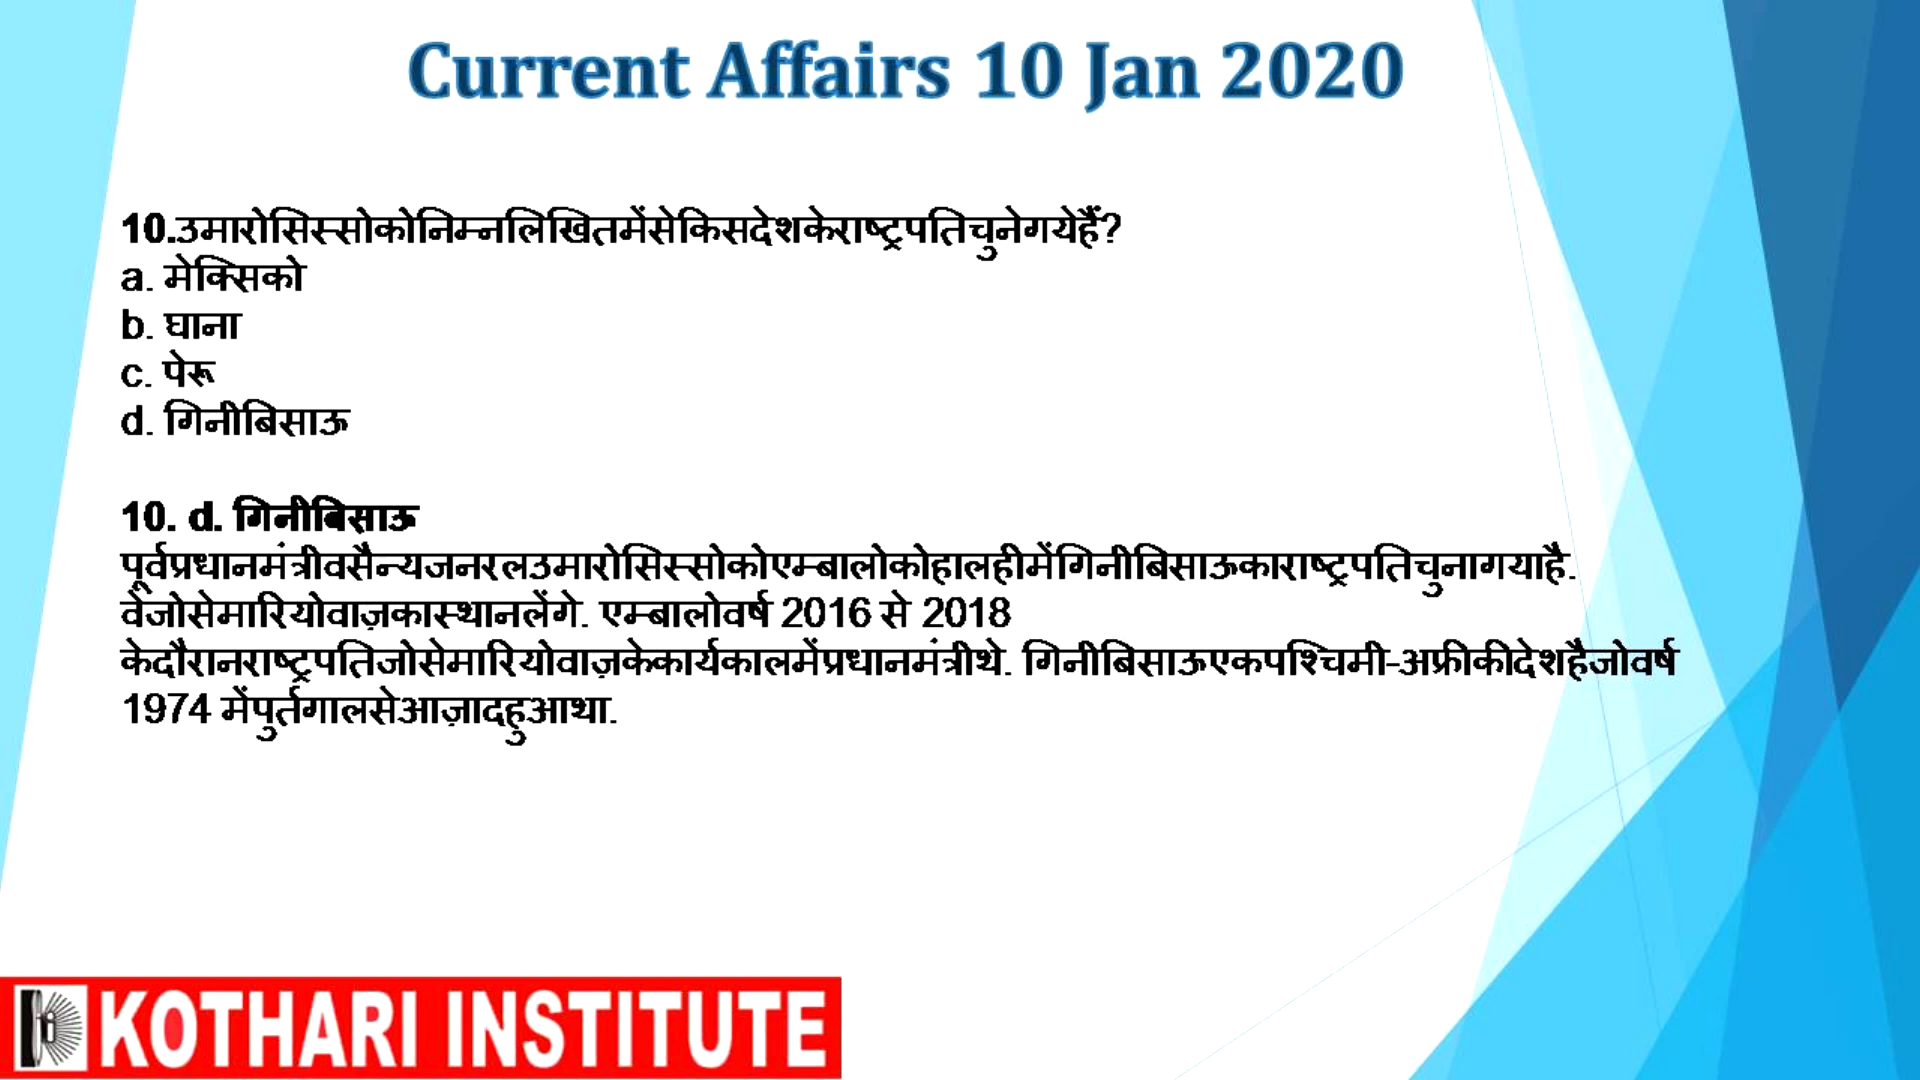 Current Affairs 10 Jan 2020
10.उमारोसिस्सोकोनिम्नलिखितमेंसेकिसदेशकेराष्ट्रपतिचुनेगयेहैं?
a. मेक्सिको
b. घाना
c. पेरू
d. गिनीबिसाऊ
10. d. गिनीबिसाऊ
पूर्वप्रधानमंत्रीवसैन्यजनरलउमारोसिस्सोकोएम्बालोकोहालहीमेंगिनीबिसाऊकाराष्ट्रपतिचुनागयाहै.
वेजोसेमारियोवाज़कास्थानलेंगे. एम्बालोवर्ष 2016 से 2018
केदौरानराष्ट्रपतिजोसेमारियोवाज़केकार्यकालमेंप्रधानमंत्रीथे. गिनीबिसाऊएकपश्चिमी-अफ्रीकीदेशहैजोवर्ष
1974 मेंपुर्तगालसेआज़ादहुआथा.
KOTHARI INSTITUTE